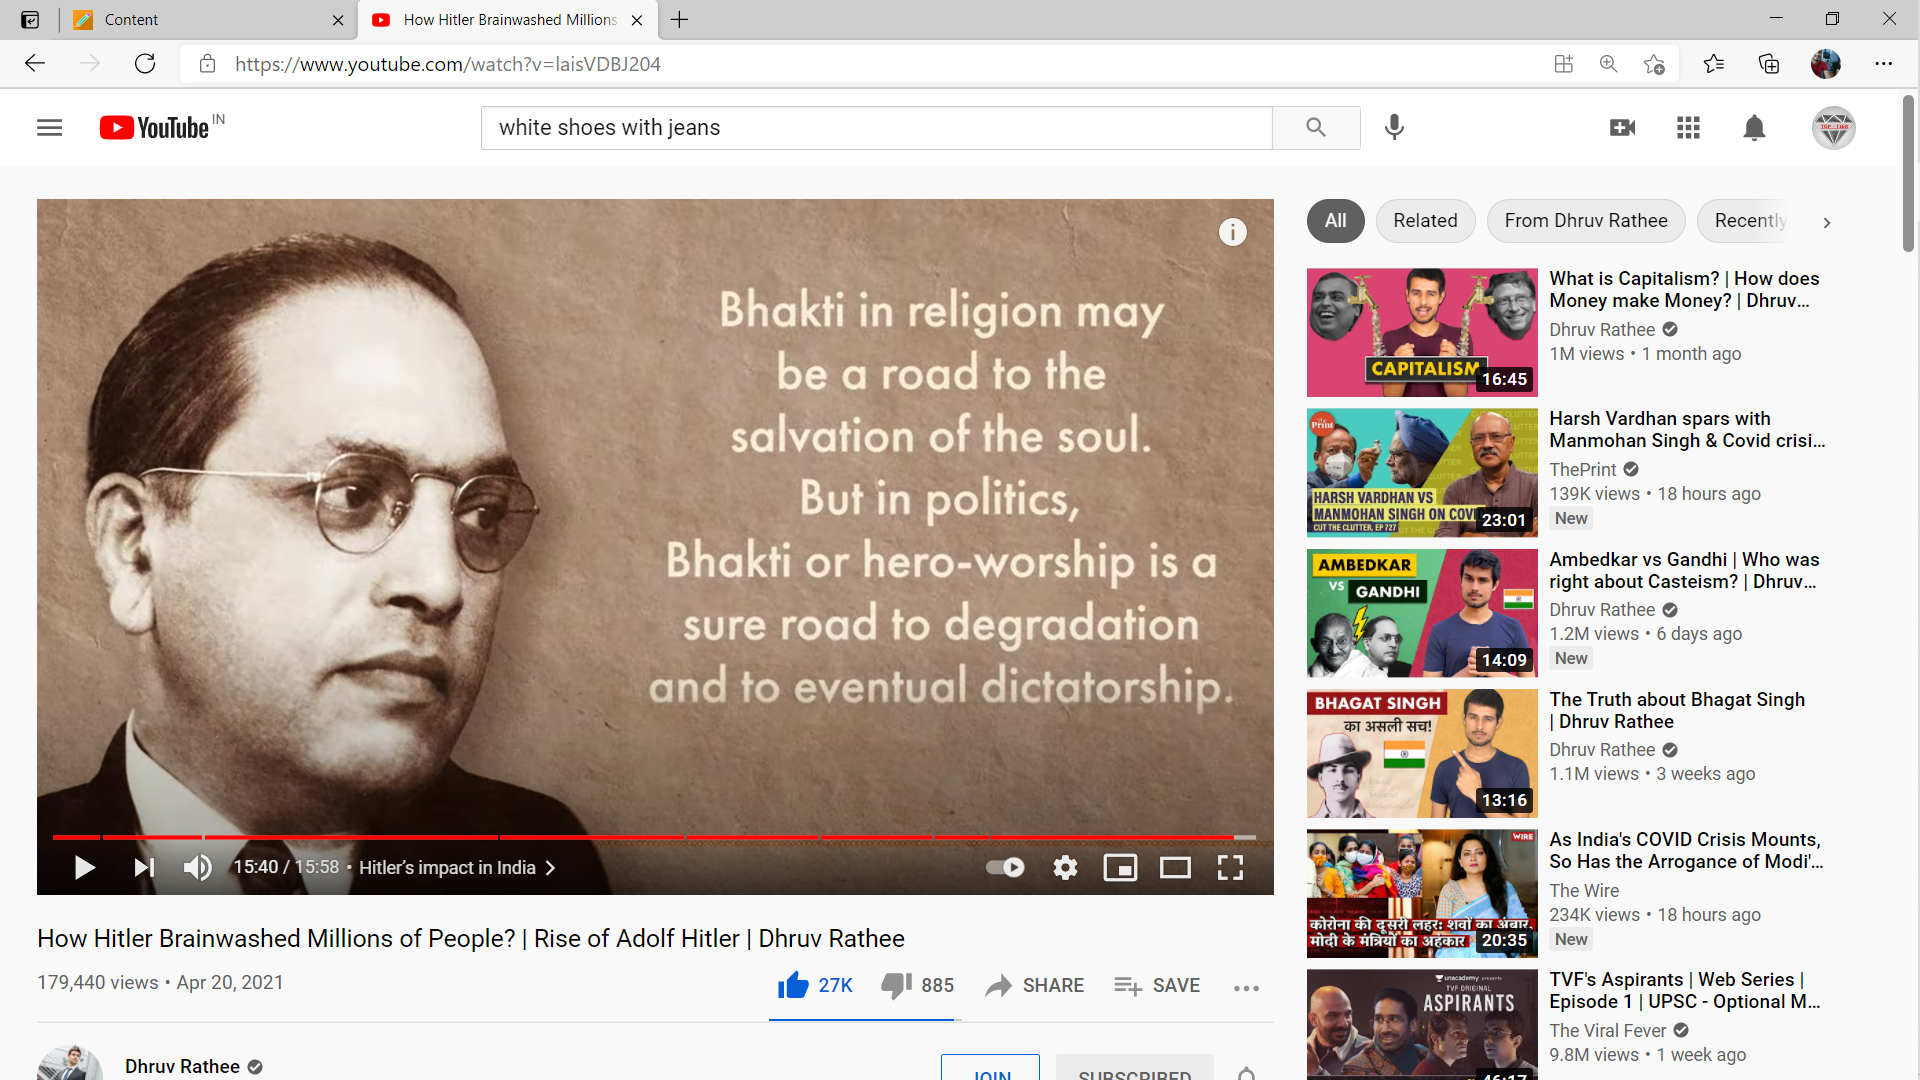 Content
How Hitler Brainwashed Millions
https://www.youtube.com/watch?v=laisVDBJ204
YouTube IN
white shoes with jeans
TOP - TIER
Bhakti in religion may
be a road to the
salvation of the soul.
But in politics,
Bhakti or hero-worship is a
sure road to degradation
and to eventual dictatorship.
15:40 / 15:58 • Hitler's impact in India
How Hitler Brainwashed Millions of People? | Rise of Adolf Hitler | Dhruv Rathee
179,440 views • Apr 20, 2021
27K 885 SHARE SAVE
Dhruv Rathee
JOIN SUBSCRIBED
All Related From Dhruv Rathee Recently
CAPITALISM
16:45
What is Capitalism? | How does
Money make Money? | Dhruv...
Dhruv Rathee
1M views • 1 month ago
The Print
HARSH VARDHAN VS
MANMOHAN SINGH ON COVI
CUT THE CLUTTER, EP 727
23:01
Harsh Vardhan spars with
Manmohan Singh & Covid crisi...
ThePrint
139K views • 18 hours ago
New
AMBEDKAR
VS GANDHI
14:09
Ambedkar vs Gandhi | Who was
right about Casteism? | Dhruv...
Dhruv Rathee
1.2M views • 6 days ago
New
BHAGAT SINGH
का असली सच!
13:16
The Truth about Bhagat Singh
| Dhruv Rathee
Dhruv Rathee
1.1M views • 3 weeks ago
WIRE
कोरोना की दूसरी लहर: शवों का अंबार,
मोदी के मंत्रियों का अहंकार
20:35
As India's COVID Crisis Mounts,
So Has the Arrogance of Modi'...
The Wire
234K views • 18 hours ago
New
unacademy presents
TVF ORIGINAL
ASPIRANTS
46:17
TVF's Aspirants | Web Series |
Episode 1 | UPSC - Optional M...
The Viral Fever
9.8M views • 1 week ago